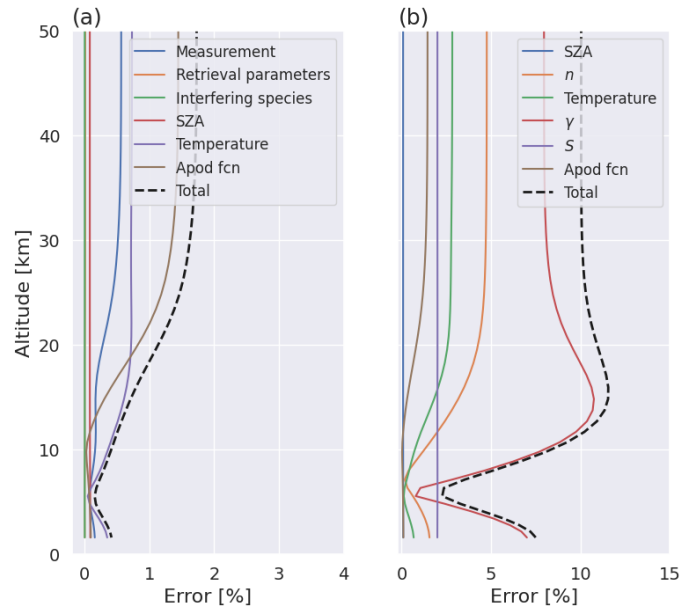 (a)
(b)
50
40
30
20
10
0
Altitude [km]
Measurement
Retrieval parameters
Interfering species
SZA
Temperature
Apod fcn
Total
0 1 2 3 4
Error [%]
SZA
n
Temperature
γ
S
Apod fcn
Total
0 5 10 15
Error [%]